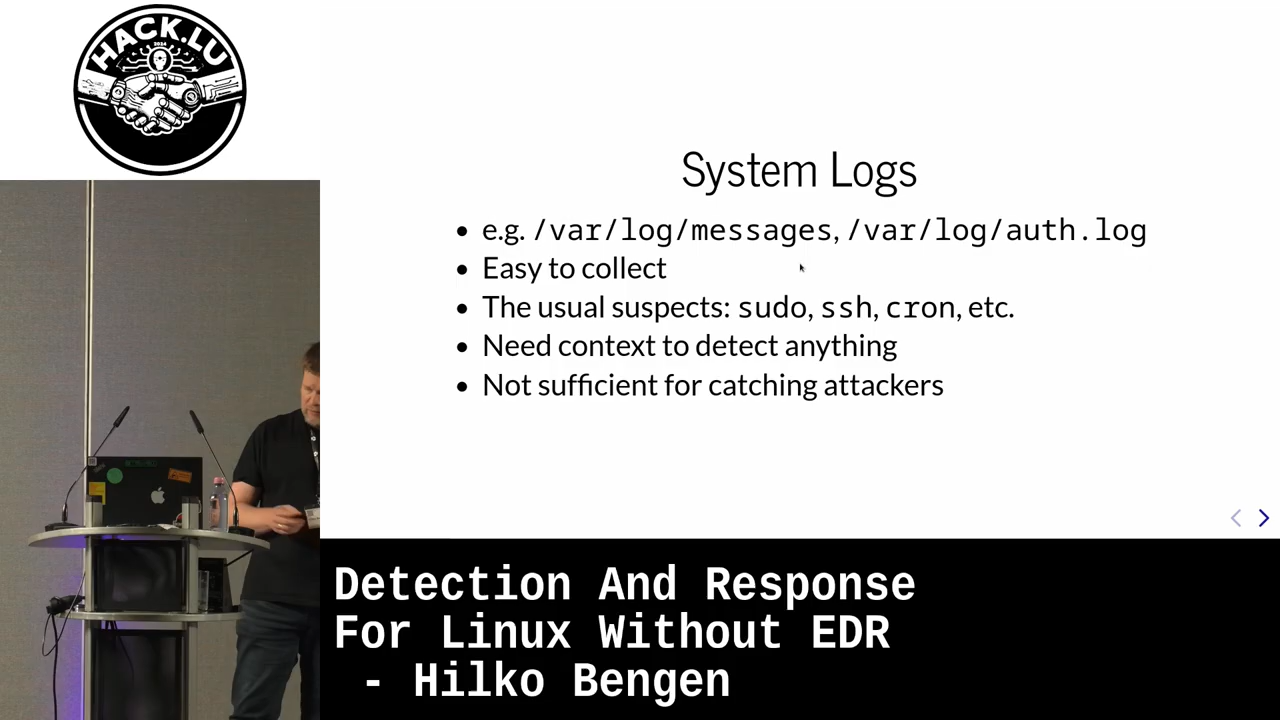 HACK.LU
2024
System Logs
• e.g. /var/log/messages, /var/log/auth.log
• Easy to collect
• The usual suspects: sudo, ssh, cron, etc.
• Need context to detect anything
• Not sufficient for catching attackers
Detection And Response
For Linux Without EDR
- Hilko Bengen